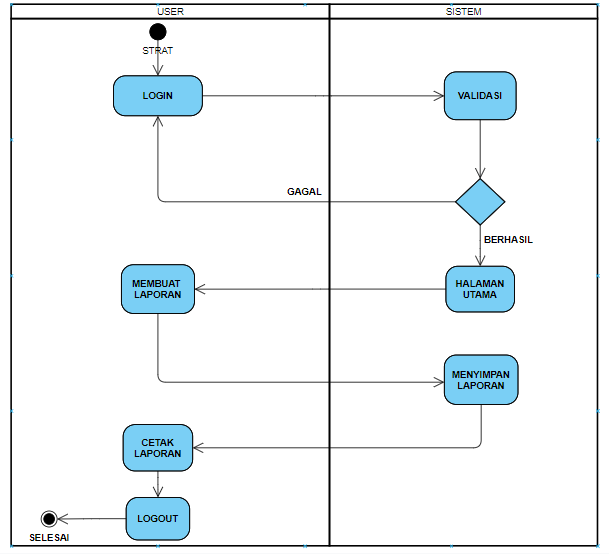 USER
SISTEM
STRAT
LOGIN
VALIDASI
GAGAL
BERHASIL
MEMBUAT
LAPORAN
HALAMAN
UTAMA
MENYIMPAN
LAPORAN
CETAK
LAPORAN
LOGOUT
SELESAI